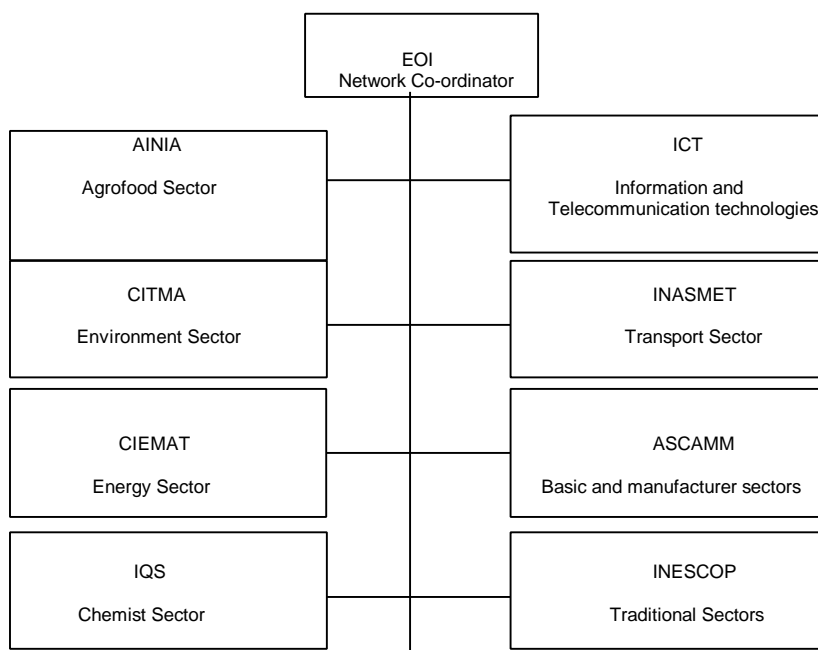 EOI
Network Co-ordinator
AINIA
Agrofood Sector
ICT
Information and
Telecommunication technologies
CITMA
Environment Sector
INASMET
Transport Sector
CIEMAT
Energy Sector
ASCAMM
Basic and manufacturer sectors
IQS
Chemist Sector
INESCOP
Traditional Sectors